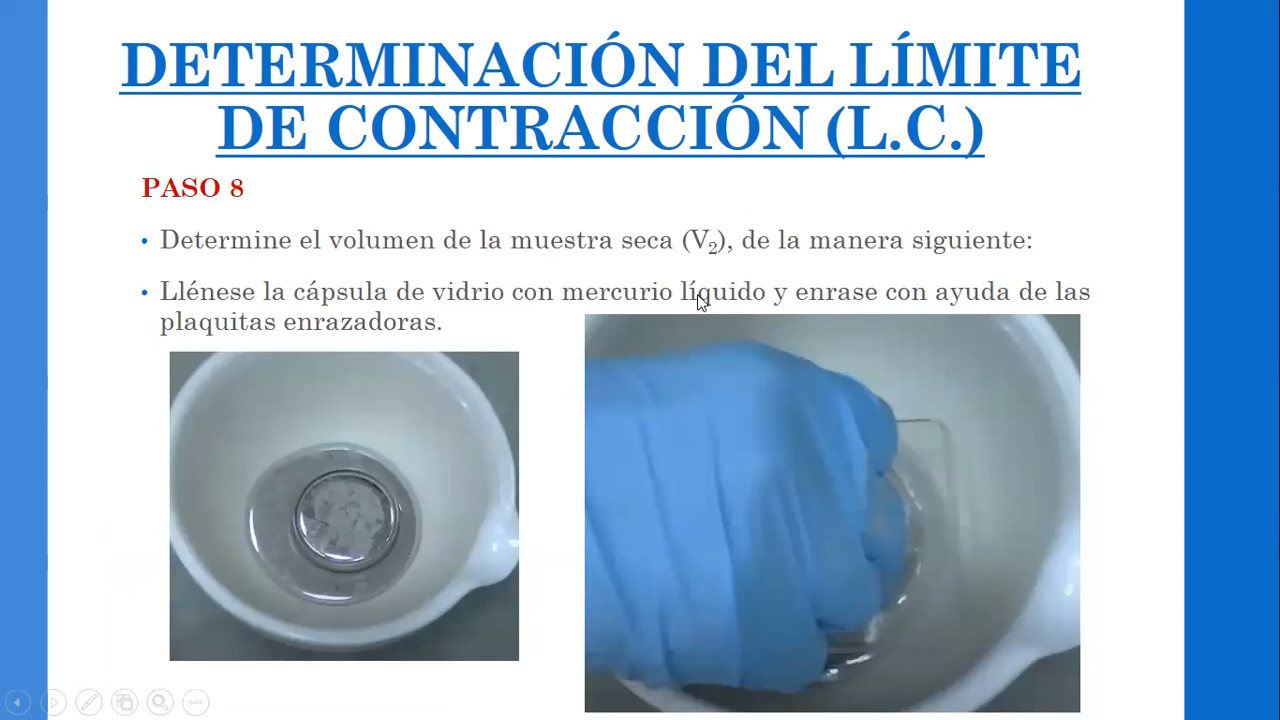 DETERMINACIÓN DEL LÍMITE
DE CONTRACCIÓN (L.C.)
PASO 8
• Determine el volumen de la muestra seca (V₂), de la manera siguiente:
• Llénese la cápsula de vidrio con mercurio líquido y enrase con ayuda de las
plaquitas enrazadoras.